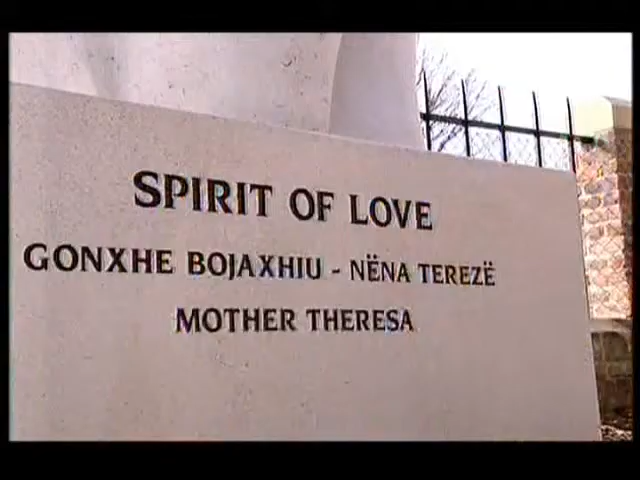 SPIRIT OF LOVE
GONXHE BOJAXHIU - NËNA TEREZË
MOTHER THERESA